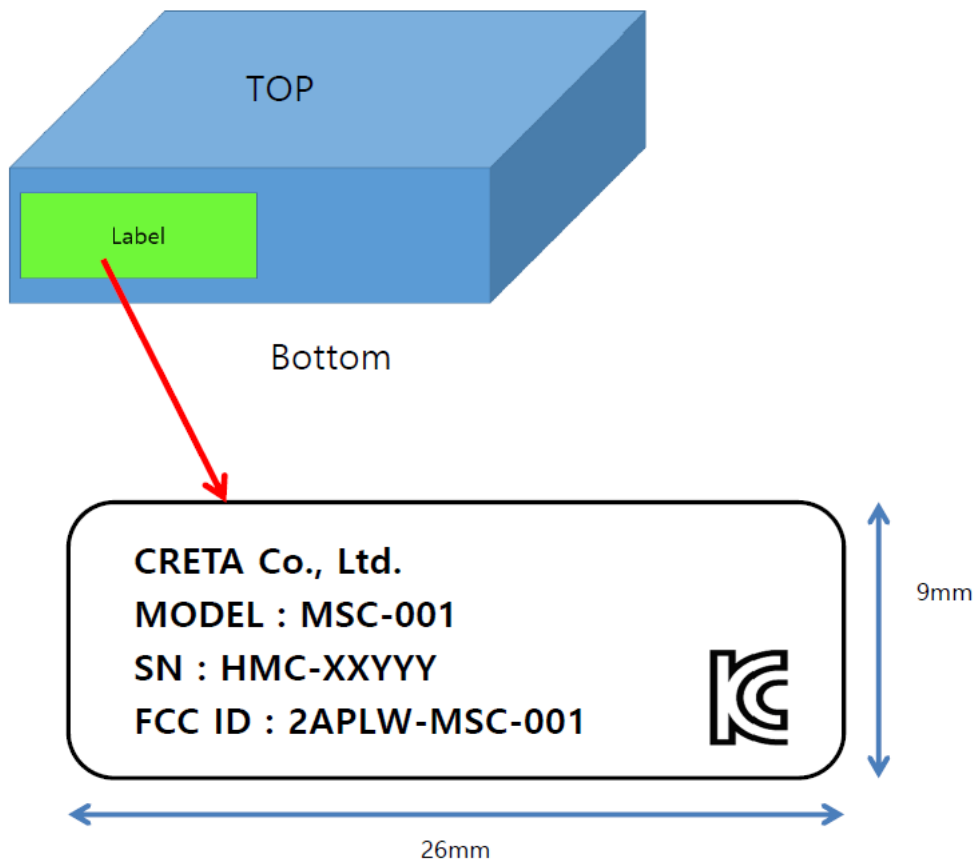 TOP
Label
Bottom
CRETA Co., Ltd.
MODEL : MSC-001
SN : HMC-XXYYY
FCC ID : 2APLW-MSC-001
KC
9mm
26mm